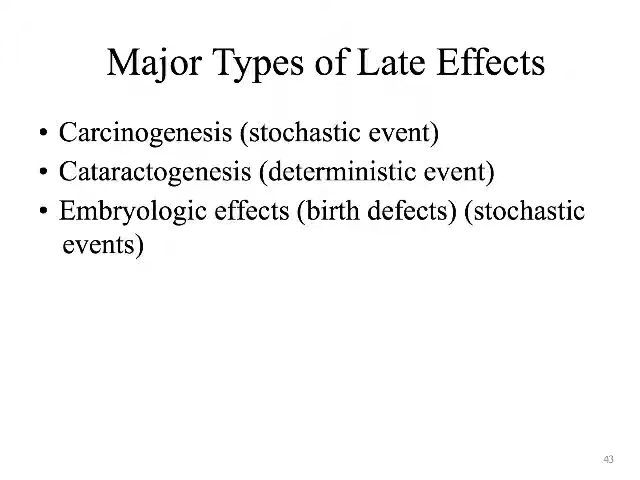 Major Types of Late Effects
• Carcinogenesis (stochastic event)
• Cataractogenesis (deterministic event)
• Embryologic effects (birth defects) (stochastic
events)
43